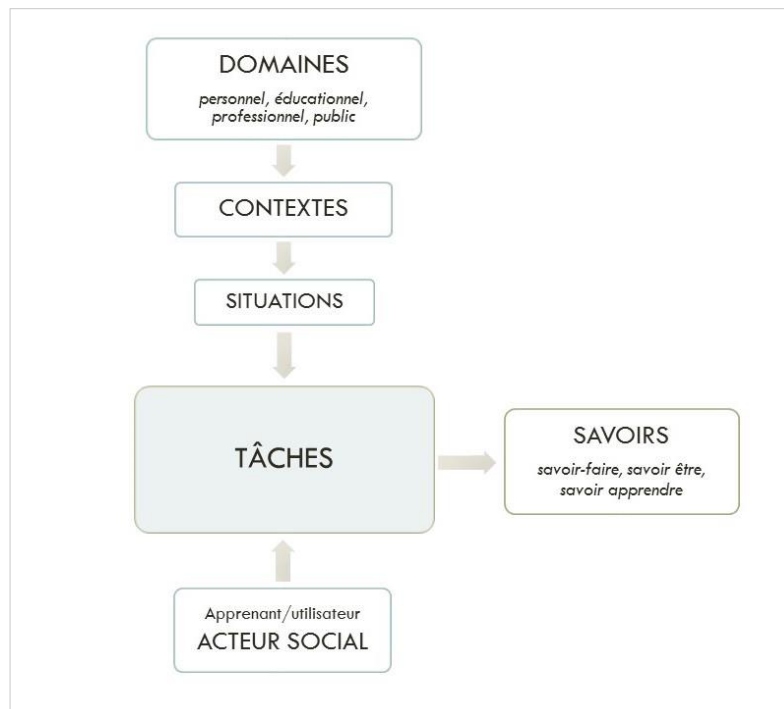 DOMAINES
personnel, éducationnel,
professionnel, public
CONTEXTES
SITUATIONS
TÂCHES
SAVOIRS
savoir-faire, savoir être,
savoir apprendre
Apprenant/utilisateur
ACTEUR SOCIAL